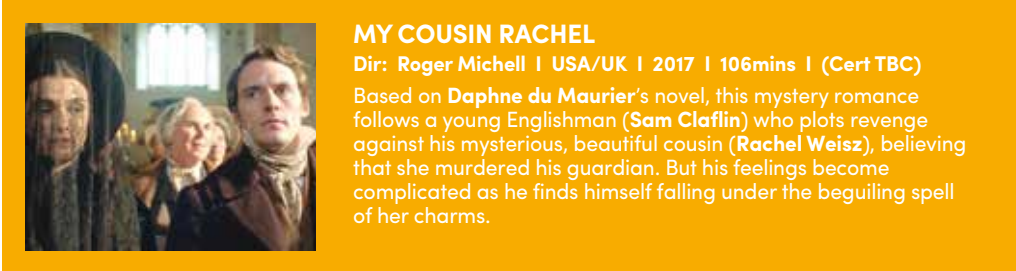 MY COUSIN RACHEL
Dir: Roger Michell I USA/UK I 2017 I 106mins I (Cert TBC)
Based on Daphne du Maurier's novel, this mystery romance
follows a young Englishman (Sam Claflin) who plots revenge
against his mysterious, beautiful cousin (Rachel Weisz), believing
that she murdered his guardian. But his feelings become
complicated as he finds himself falling under the beguiling spell
of her charms.